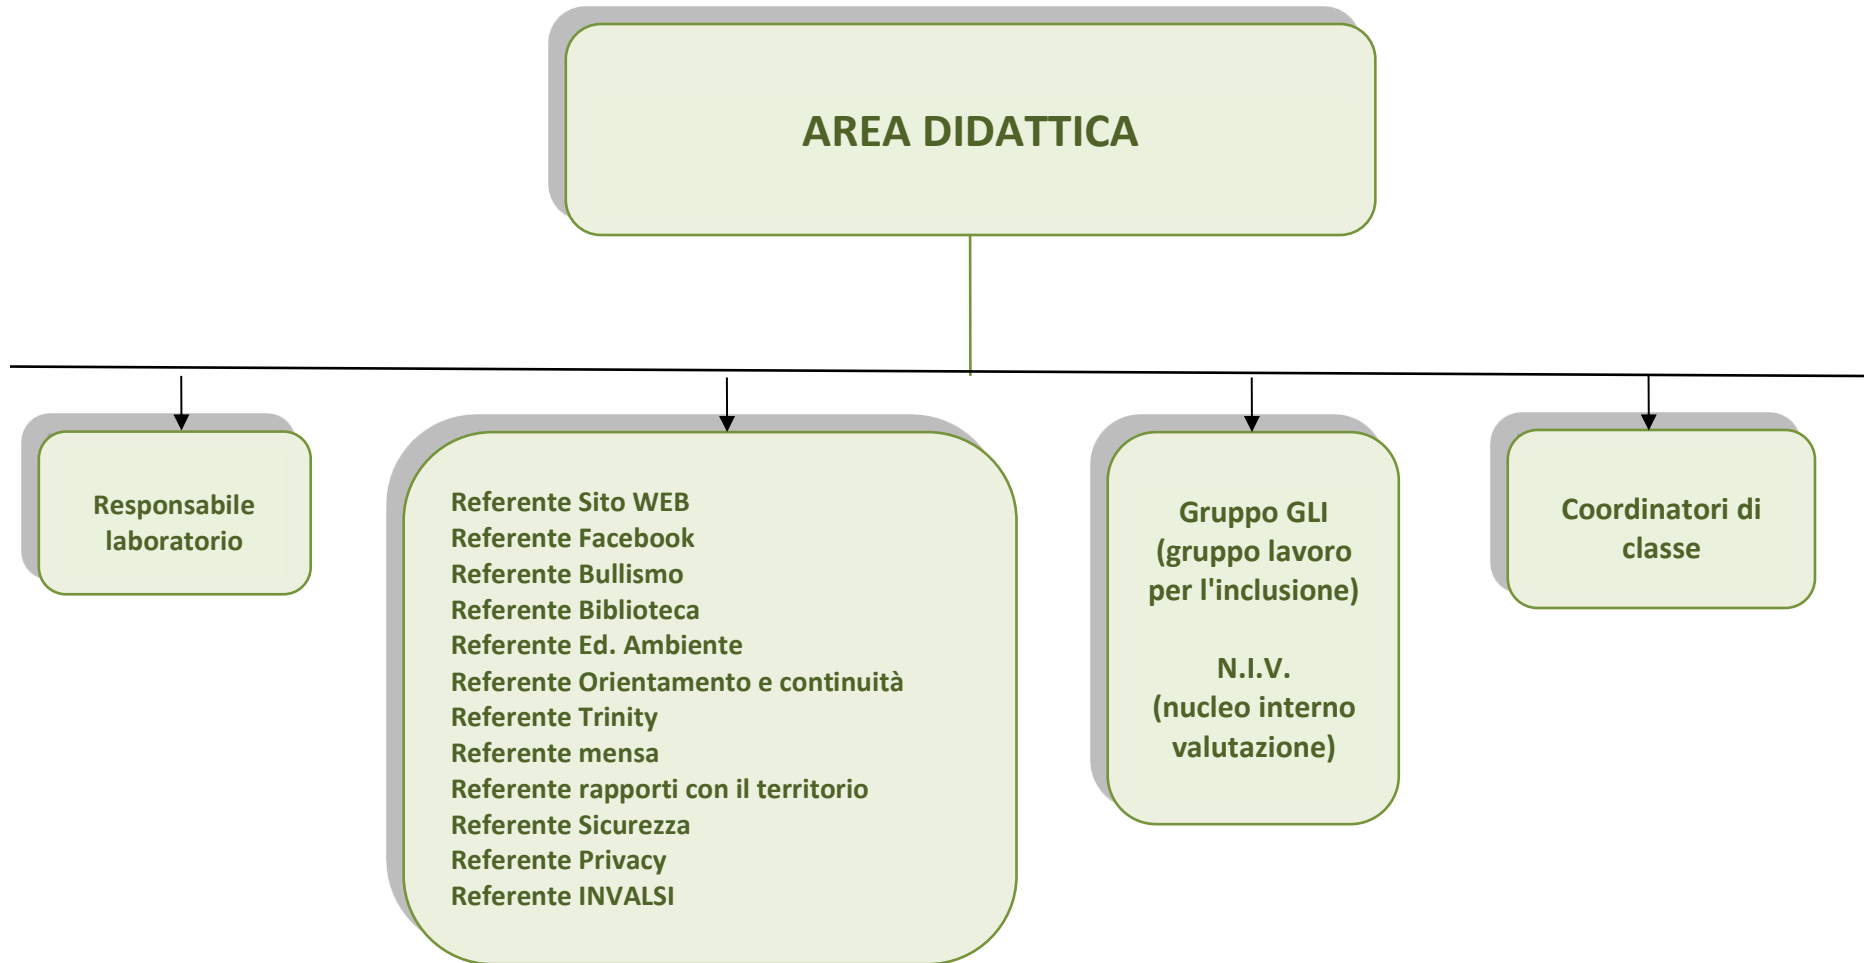 AREA DIDATTICA
Responsabile
laboratorio
Referente Sito WEB
Referente Facebook
Referente Bullismo
Referente Biblioteca
Referente Ed. Ambiente
Referente Orientamento e continuità
Referente Trinity
Referente mensa
Referente rapporti con il territorio
Referente Sicurezza
Referente Privacy
Referente INVALSI
Gruppo GLI
(gruppo lavoro
per l'inclusione)
N.I.V.
(nucleo interno
valutazione)
Coordinatori di
classe